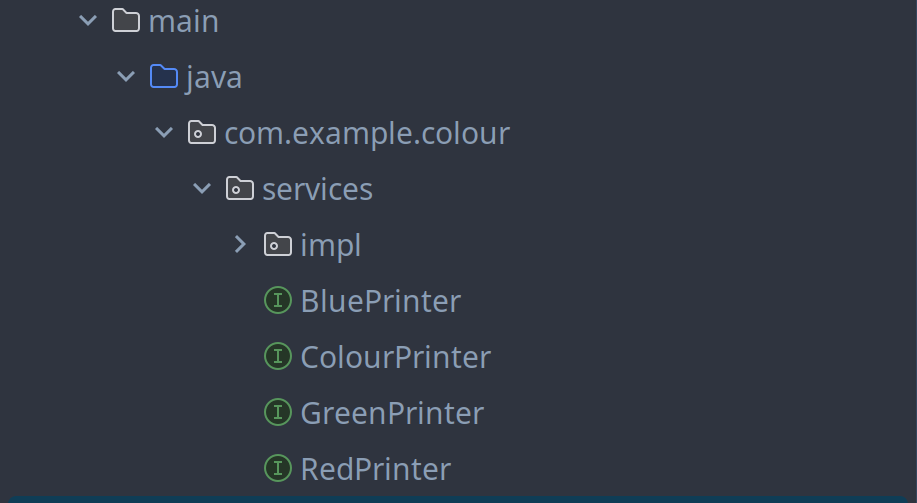 main
java
com.example.colour
services
impl
BluePrinter
ColourPrinter
GreenPrinter
RedPrinter